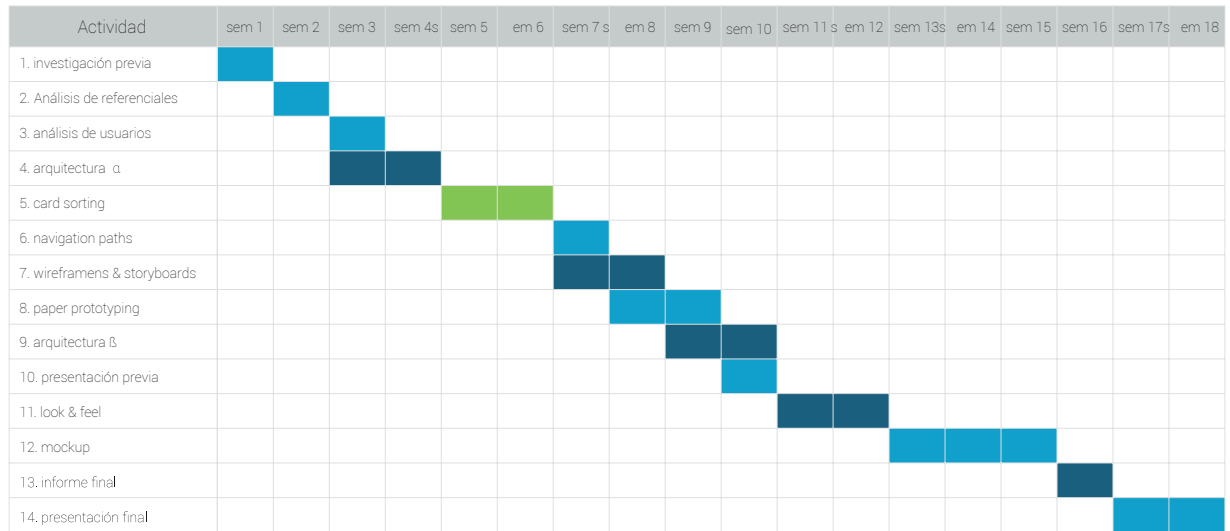 Actividad sem 1 sem 2 sem 3 sem 4s sem 5 em 6 sem 7 s em 8 sem 9 sem 10 sem 11 s em 12 sem 13s em 14 sem 15 sem 16 sem 17s em 18
1. investigación previa
2. Análisis de referenciales
3. análisis de usuarios
4. arquitectura α
5. card sorting
6. navigation paths
7. wireframens & storyboards
8. paper prototyping
9. arquitectura ß
10. presentación previa
11. look & feel
12. mockup
13. informe final
14. presentación final